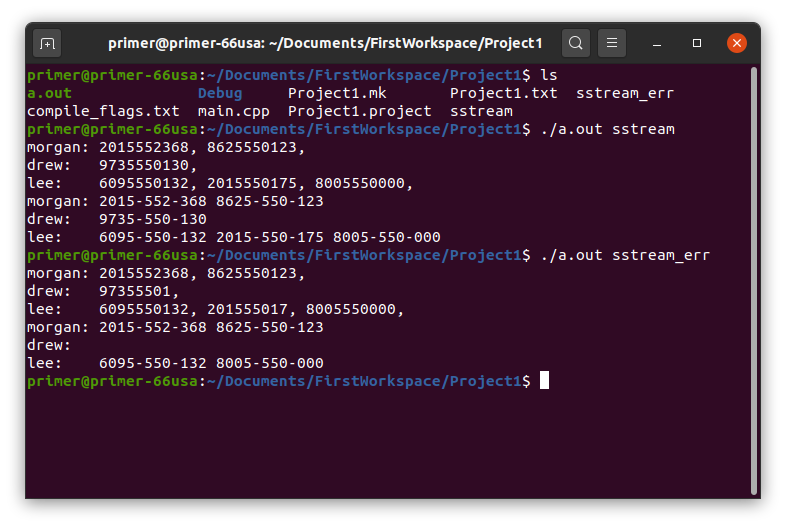 primer@primer-66usa: ~/Documents/FirstWorkspace/Project1
primer@primer-66usa:~/Documents/FirstWorkspace/Project1$ ls
a.out              Debug     Project1.mk       Project1.txt  sstream_err
compile_flags.txt  main.cpp  Project1.project  sstream
primer@primer-66usa:~/Documents/FirstWorkspace/Project1$ ./a.out sstream
morgan: 2015552368, 8625550123,
drew:   9735550130,
lee:    6095550132, 2015550175, 8005550000,
morgan: 2015-552-368 8625-550-123
drew:   9735-550-130
lee:    6095-550-132 2015-550-175 8005-550-000
primer@primer-66usa:~/Documents/FirstWorkspace/Project1$ ./a.out sstream_err
morgan: 2015552368, 8625550123,
drew:   97355501,
lee:    6095550132, 201555017, 8005550000,
morgan: 2015-552-368 8625-550-123
drew:
lee:    6095-550-132 8005-550-000
primer@primer-66usa:~/Documents/FirstWorkspace/Project1$